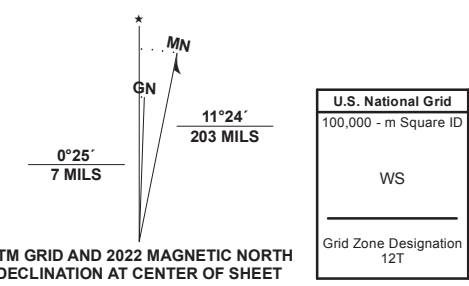 ★
MN
GN
11°24´
203 MILS
0°25´
7 MILS
TM GRID AND 2022 MAGNETIC NORTH
DECLINATION AT CENTER OF SHEET
U.S. National Grid
100,000 - m Square ID
WS
Grid Zone Designation
12T